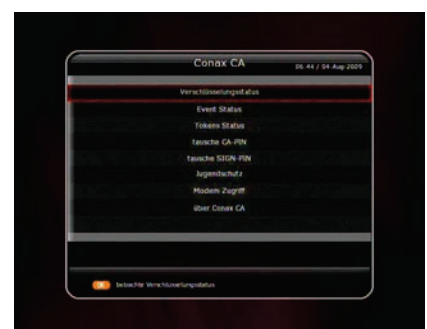 Conax CA
06:44 / 04-Aug-2009
Verschlüsselungsstatus
Event Status
Tokens Status
tausche CA-PIN
tausche SIGN-PIN
Jugendschutz
Modem Zugriff
über Conax CA
OK betrachte Verschlüsselungsstatus